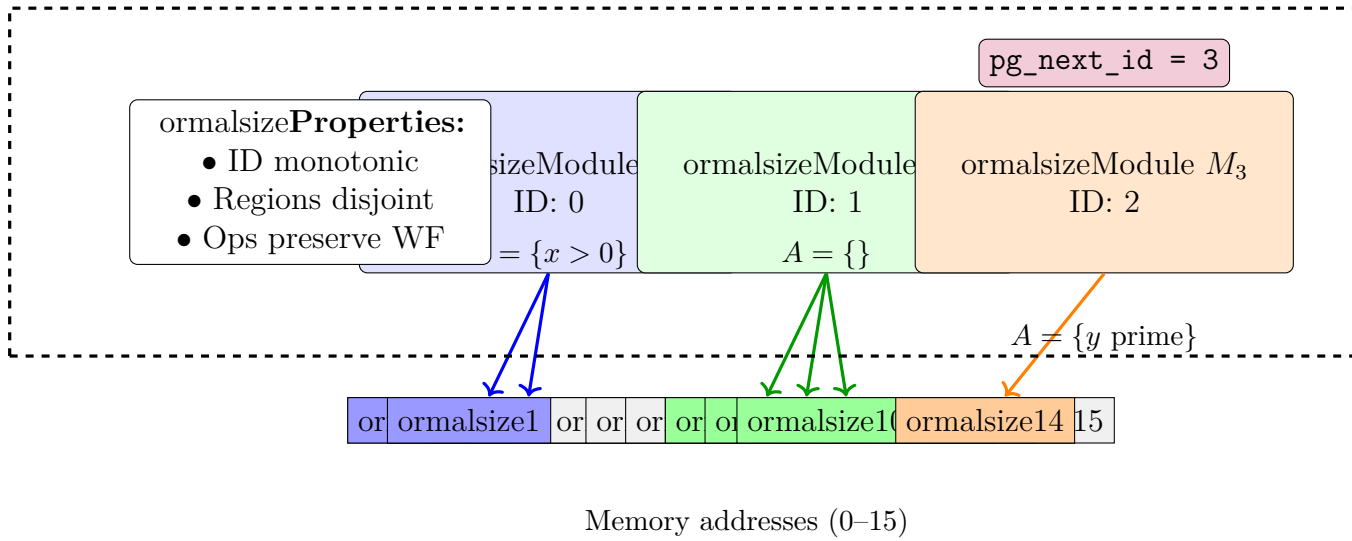 pg_next_id = 3
ormalsizeProperties:
• ID monotonic
• Regions disjoint
• Ops preserve WF
sizeModule
ID: 0
= {x > 0}
ormalsizeModule
ID: 1
A = {}
ormalsizeModule M₃
ID: 2
A = {y prime}
or ormalsize1 or or or or or ormalsize10 ormalsize14 15
Memory addresses (0–15)